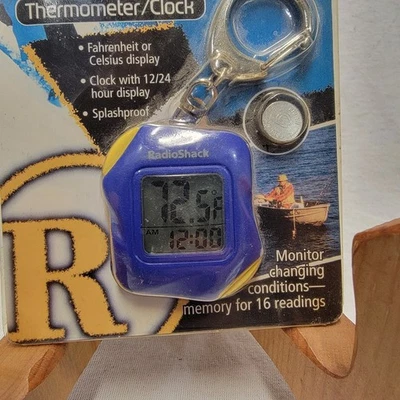 Thermometer/Clock
• Fahrenheit or
Celsius display
• Clock with 12/24
hour display
• Splashproof
RadioShack
72.5°F
AM 12:00
R
Monitor
changing
conditions—
memory for 16 readings